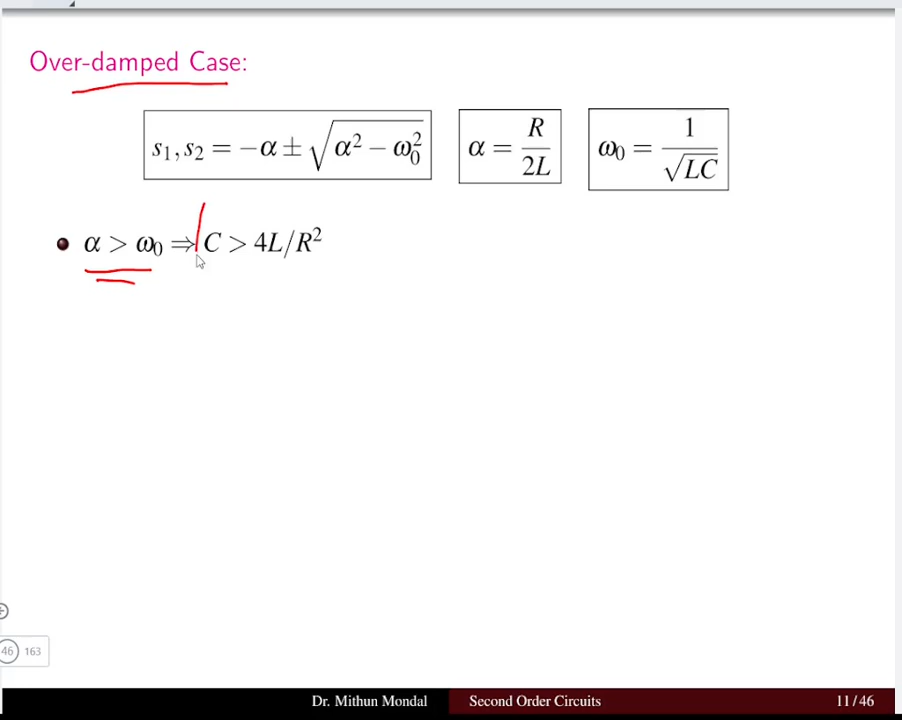 Over-damped Case:
s₁, s₂ = −α ± √(α² − ω₀²) α = R/2L ω₀ = 1/√LC
• α > ω₀ ⇒ C > 4L/R²
46 163
Dr. Mithun Mondal Second Order Circuits 11/46